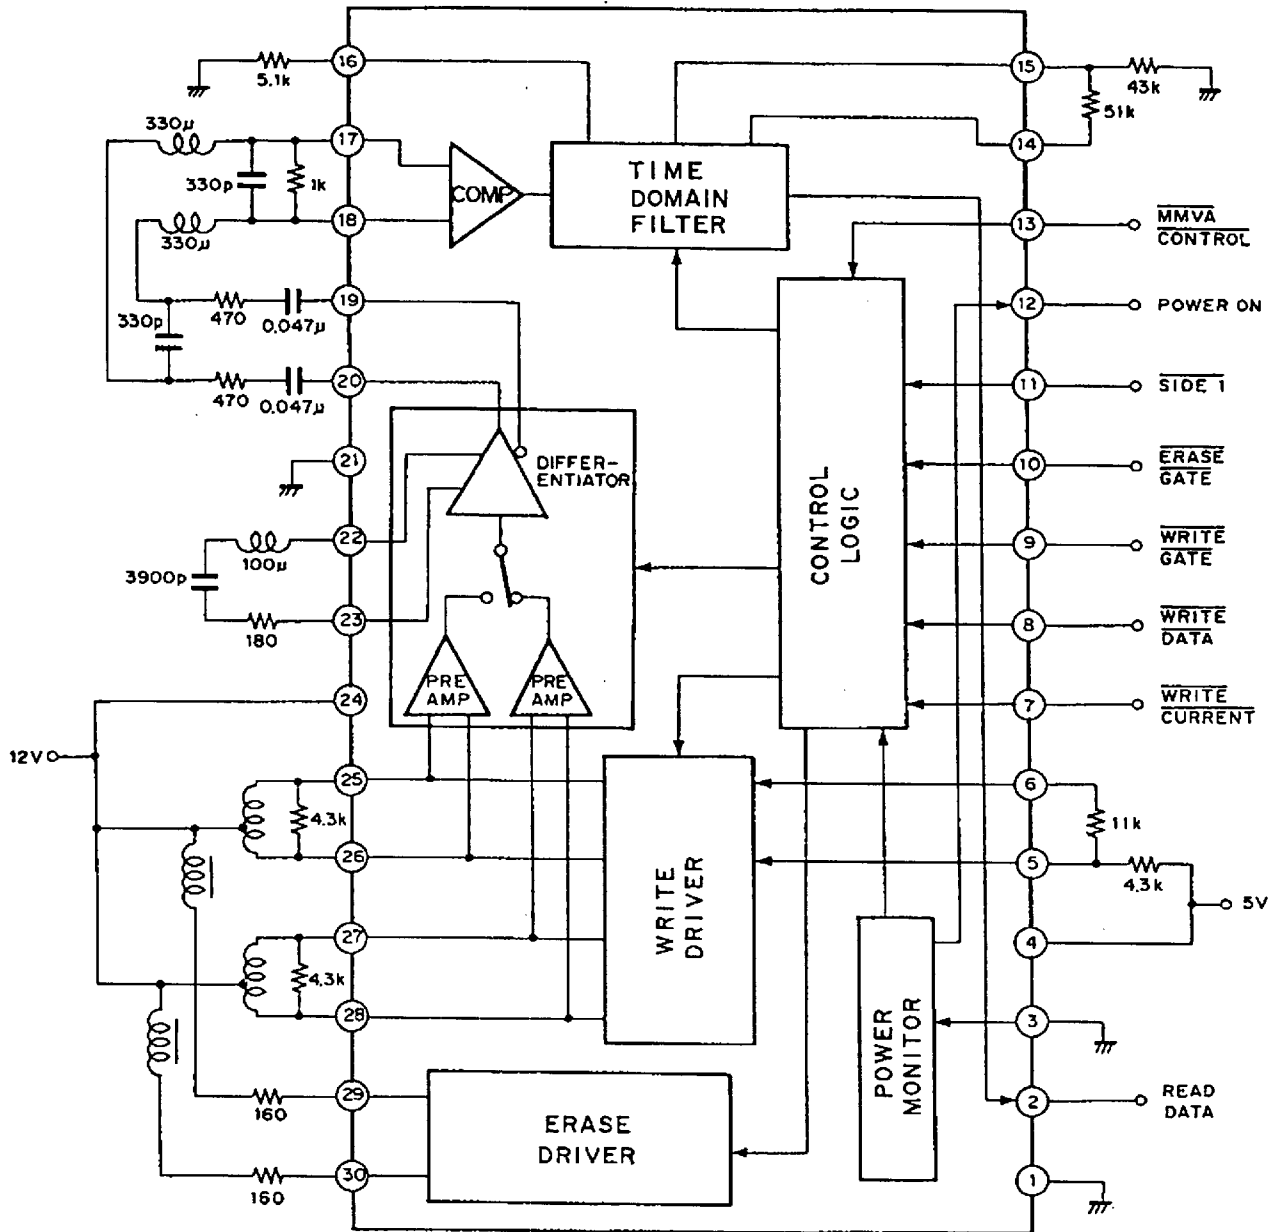 16
5.1k
15
43k
51k
14
330µ
17
330p
1k
18
330µ
COMP
TIME
DOMAIN
FILTER
13
MMVA
CONTROL
19
470
0.047µ
330p
20
470
0.047µ
12
POWER ON
11
SIDE 1
21
DIFFER-
ENTIATOR
10
ERASE
GATE
CONTROL
LOGIC
22
100µ
3900p
23
180
9
WRITE
GATE
8
WRITE
DATA
PRE
AMP
PRE
AMP
24
7
WRITE
CURRENT
12V
25
4.3k
26
6
11k
5
4.3k
5V
4
WRITE
DRIVER
27
4.3k
28
3
POWER
MONITOR
29
160
30
160
ERASE
DRIVER
2
READ
DATA
1